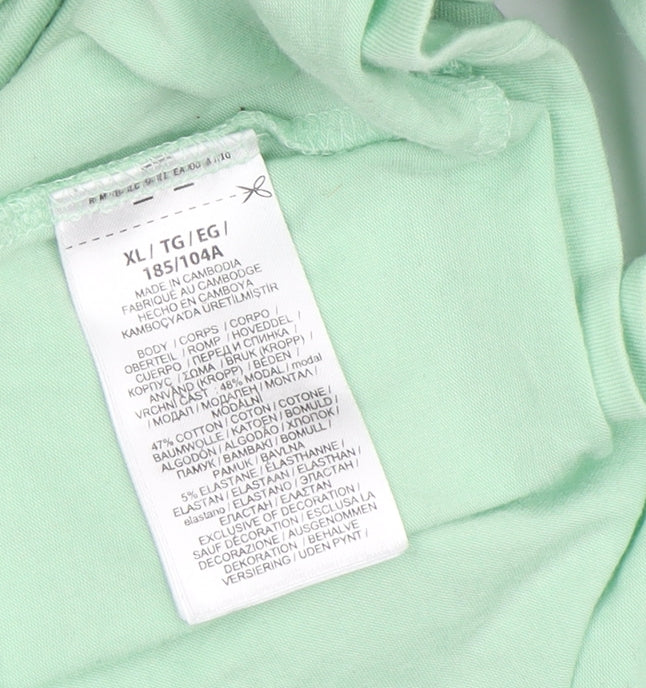 XL / TG / EG /
185/104A
MADE IN CAMBODIA
FABRIQUÉ AU CAMBODGE
HECHO EN CAMBOYA
KAMBOÇYA'DA ÜRETİLMİŞTİR
BODY / CORPS / CORPO /
OBERTEIL / ROMP / HOVEDDEL /
CUERPO / ПЕРЕД И СПИНКА /
КОРПУС / ΣΩΜΑ / BRUK (KROPP) /
ANVÄND (KROPP) / BEDEN /
VRCHNÍ ČÁST - 48% MODAL / modal
/ МОДАЛ / МОДАЛЕН / ΜΟΝΤΑΛ /
MODÁLNÍ
47% COTTON / COTON / COTONE /
BAUMWOLLE / KATOEN / BOMULD /
ALGODÓN / ALGODÃO / ХЛОПОК /
ПАМУК / ΒΑΜΒΑΚΙ / BOMULL /
PAMUK / BAVLNA
5% ELASTANE / ÉLASTHANNE /
ELASTAN / ELASTAAN / ELASTHAN /
elastano / ELASTANO / ЭЛАСТАН /
ЕЛАСТАН / ΕΛΑΣΤΑΝ
EXCLUSIVE OF DECORATION /
SAUF DÉCORATION / ESCLUSA LA
DECORAZIONE / AUSGENOMMEN
DEKORATION / BEHALVE
VERSIERING / UDEN PYNT /